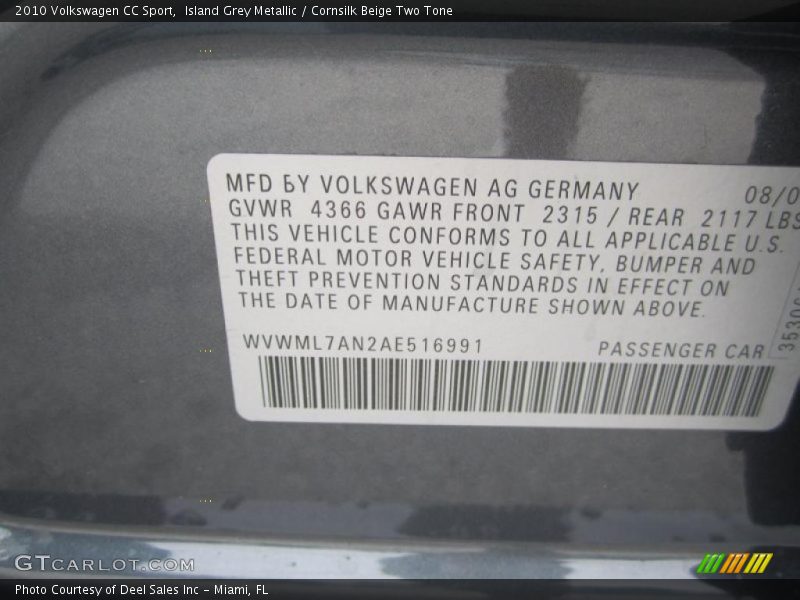 2010 Volkswagen CC Sport, Island Grey Metallic / Cornsilk Beige Two Tone
MFD BY VOLKSWAGEN AG GERMANY 08/0
GVWR 4366 GAWR FRONT 2315 / REAR 2117 LBS
THIS VEHICLE CONFORMS TO ALL APPLICABLE U.S.
FEDERAL MOTOR VEHICLE SAFETY, BUMPER AND
THEFT PREVENTION STANDARDS IN EFFECT ON
THE DATE OF MANUFACTURE SHOWN ABOVE.
WVWML7AN2AE516991 PASSENGER CAR
GTCARLOT.COM
Photo Courtesy of Deel Sales Inc - Miami, FL